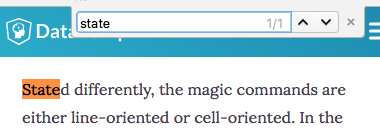 state 1/1
Data
Stated differently, the magic commands are
either line-oriented or cell-oriented. In the